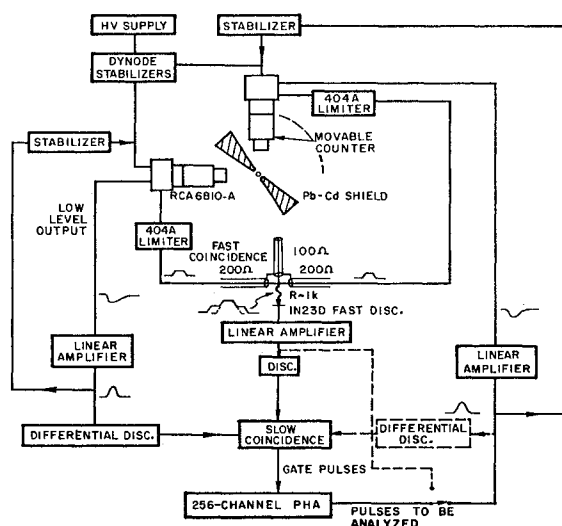 HV SUPPLY
STABILIZER
DYNODE
STABILIZERS
404A
LIMITER
MOVABLE
COUNTER
STABILIZER
RCA 6810-A
Pb-Cd SHIELD
LOW
LEVEL
OUTPUT
404A
LIMITER
FAST
COINCIDENCE
100Ω
200Ω
200Ω
R~1k
IN23D FAST DISC.
LINEAR AMPLIFIER
LINEAR
AMPLIFIER
LINEAR
AMPLIFIER
DISC.
DIFFERENTIAL DISC.
SLOW
COINCIDENCE
DIFFERENTIAL
DISC.
GATE PULSES
256-CHANNEL PHA
PULSES TO BE
ANALYZED